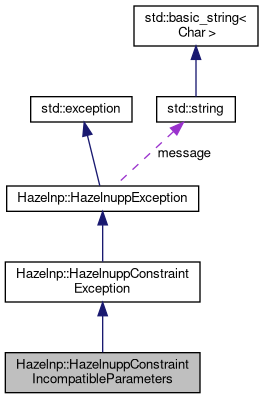 std::basic_string<
Char >
std::exception
std::string
message
Hazelnp::HazelnuppException
Hazelnp::HazelnuppConstraint
Exception
Hazelnp::HazelnuppConstraint
IncompatibleParameters